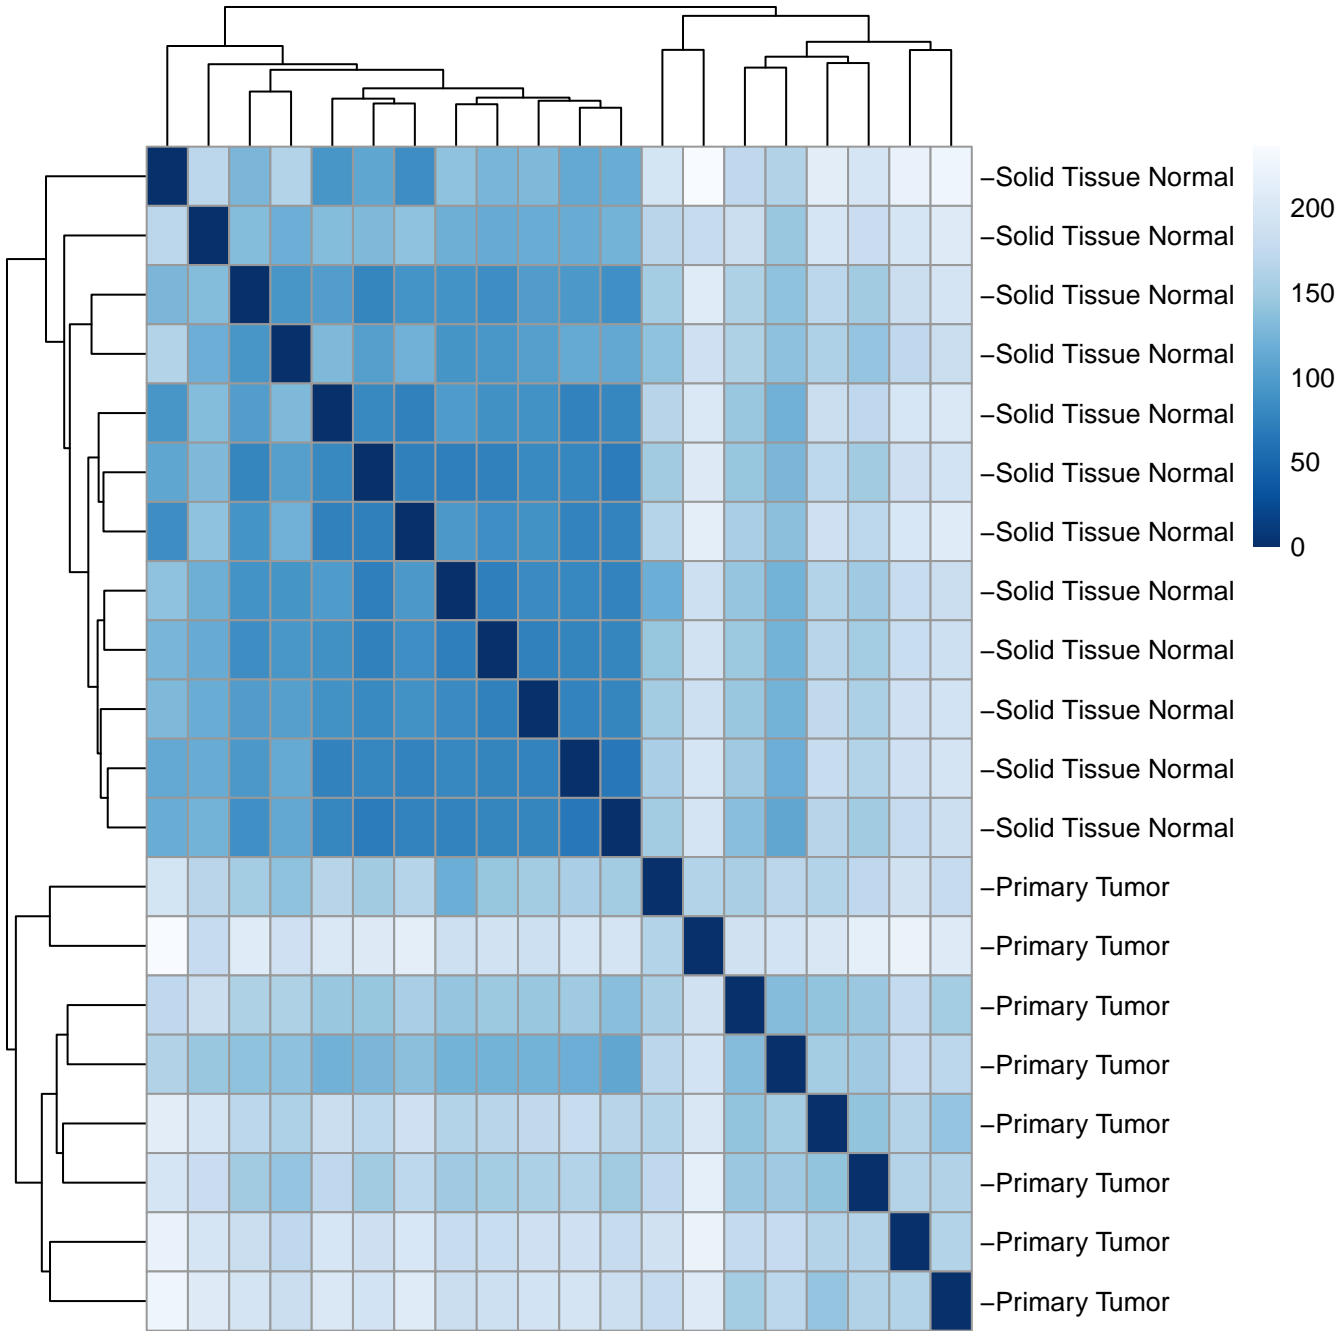 –Solid Tissue Normal
–Solid Tissue Normal
–Solid Tissue Normal
–Solid Tissue Normal
–Solid Tissue Normal
–Solid Tissue Normal
–Solid Tissue Normal
–Solid Tissue Normal
–Solid Tissue Normal
–Solid Tissue Normal
–Solid Tissue Normal
–Solid Tissue Normal
–Primary Tumor
–Primary Tumor
–Primary Tumor
–Primary Tumor
–Primary Tumor
–Primary Tumor
–Primary Tumor
–Primary Tumor
200
150
100
50
0